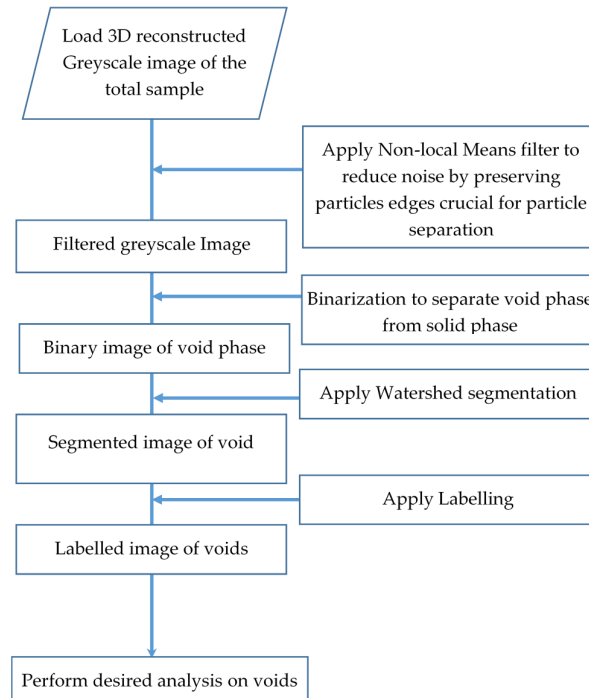 Load 3D reconstructed
Greyscale image of the
total sample
Apply Non-local Means filter to
reduce noise by preserving
particles edges crucial for particle
separation
Filtered greyscale Image
Binarization to separate void phase
from solid phase
Binary image of void phase
Apply Watershed segmentation
Segmented image of void
Apply Labelling
Labelled image of voids
Perform desired analysis on voids